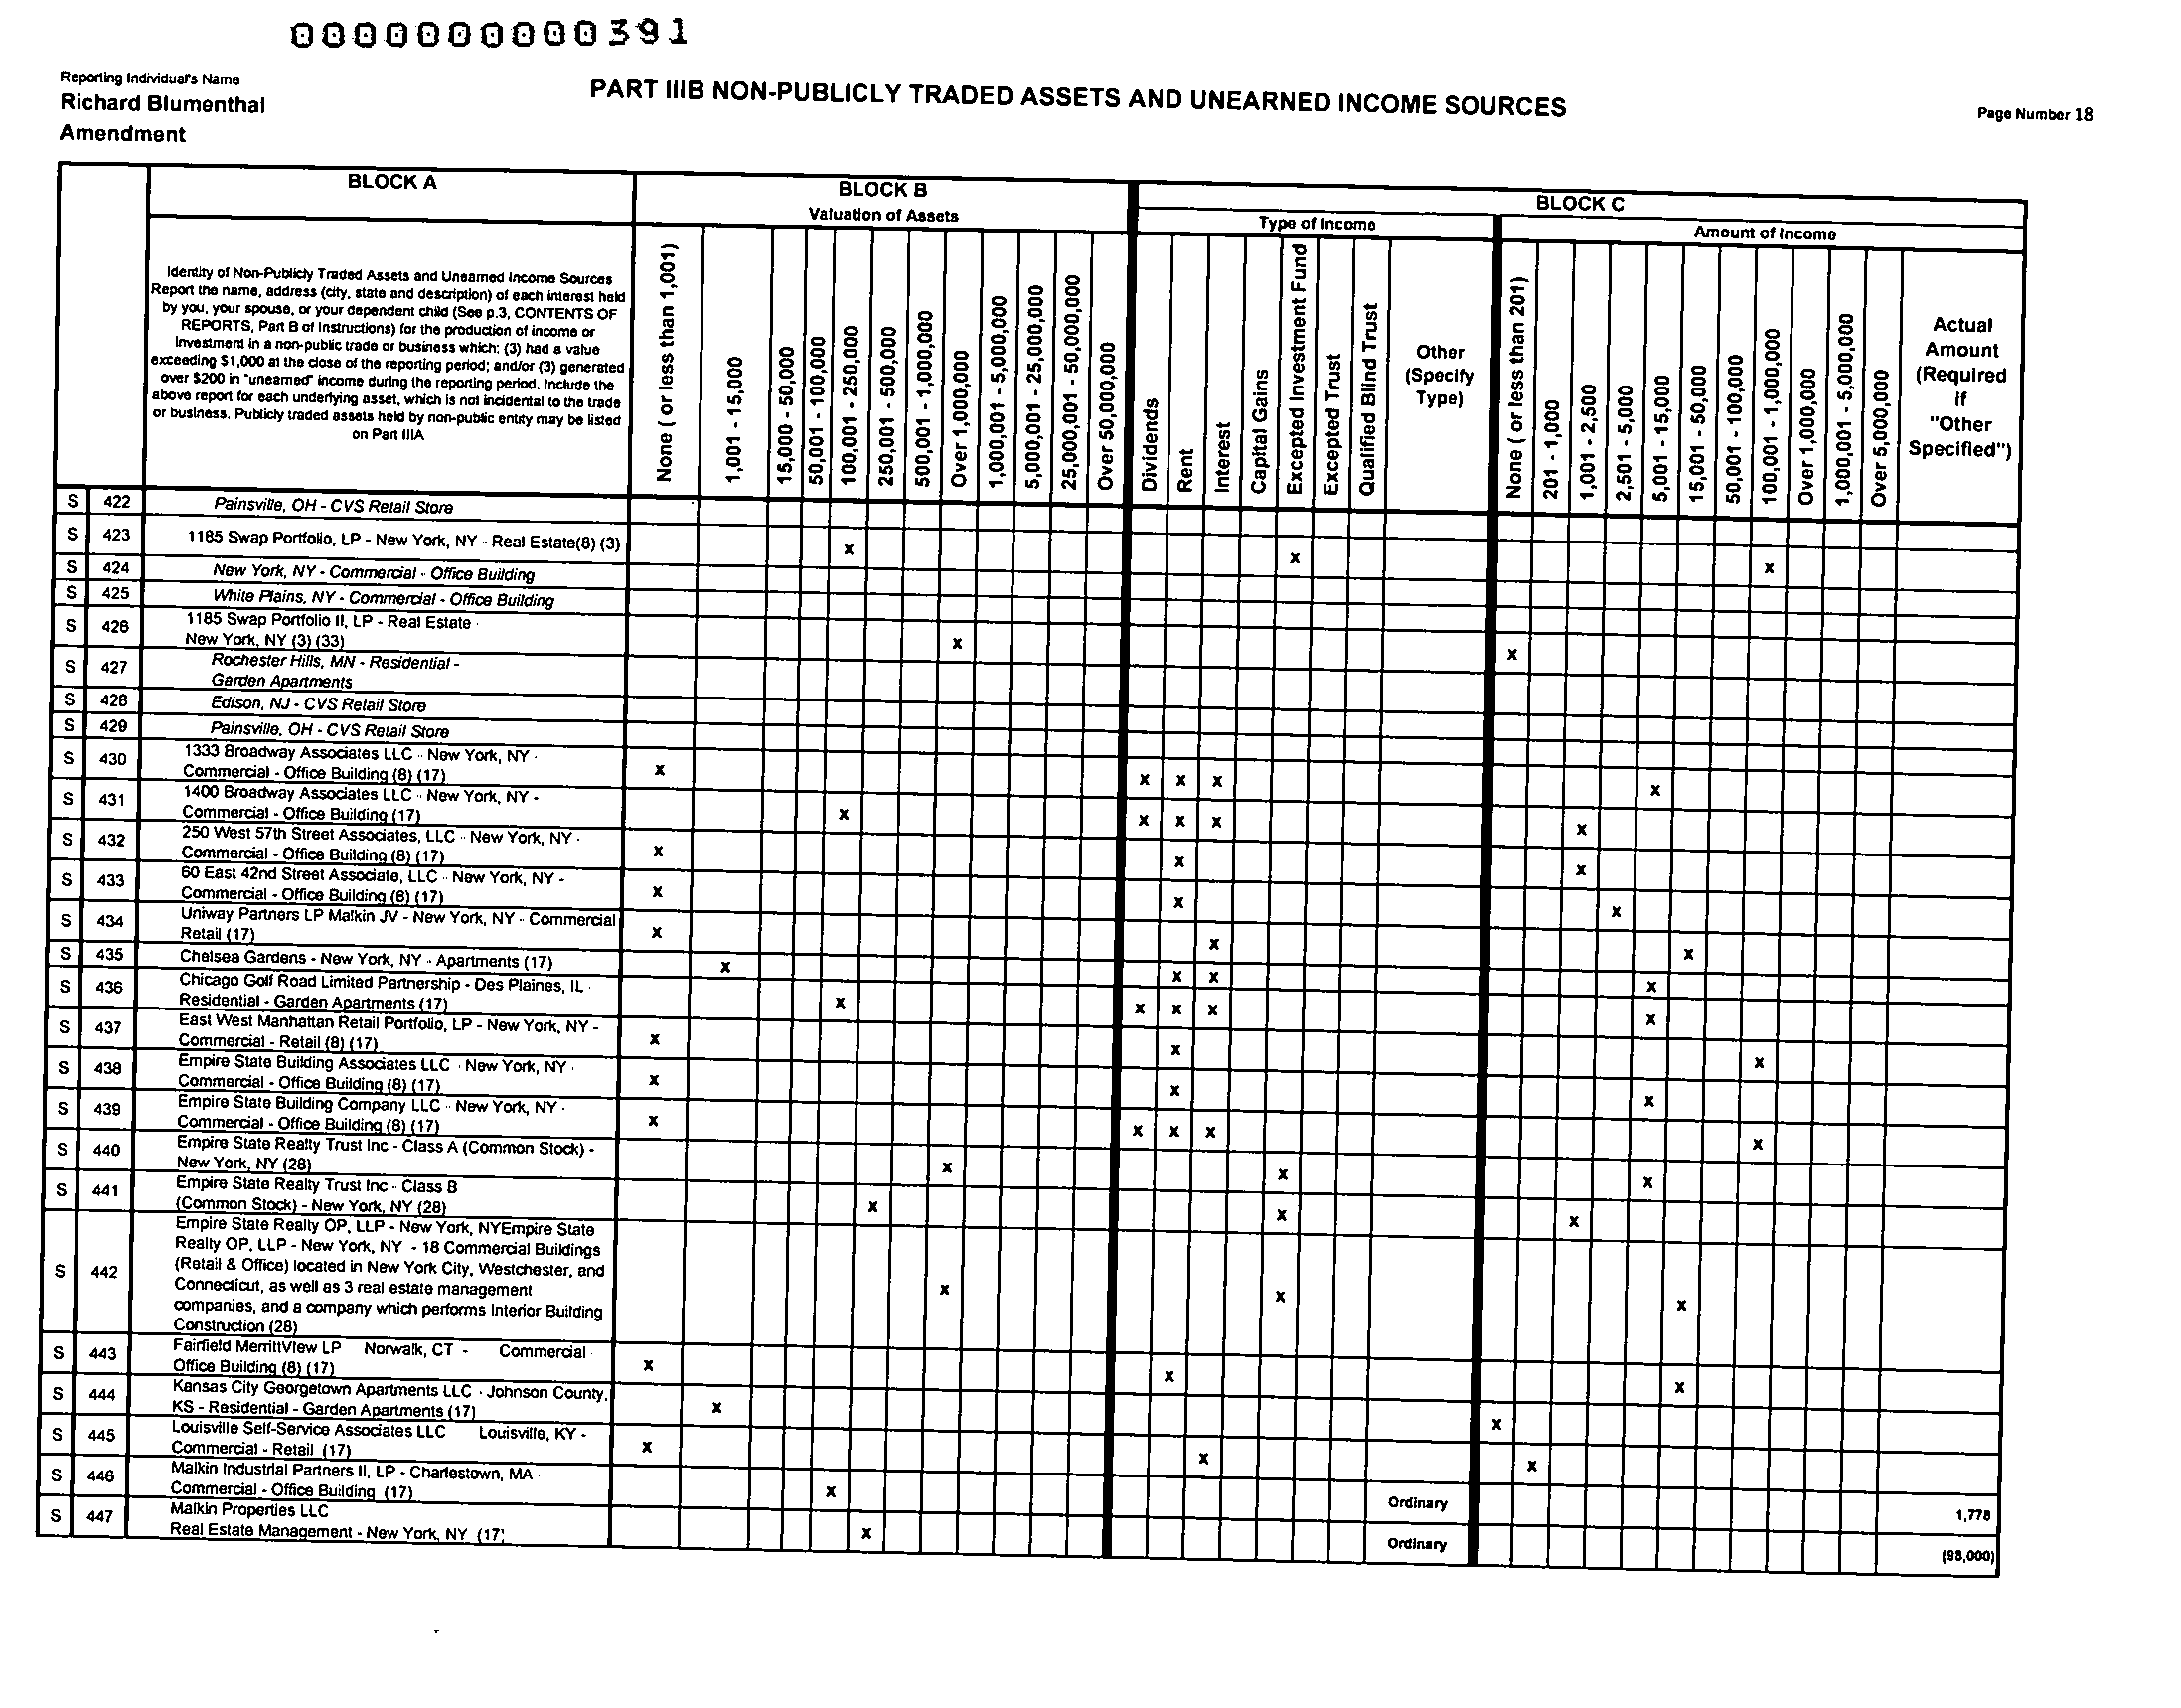 0000000000391
Reporting Individual's Name
Richard Blumenthal
Amendment
PART IIIB NON-PUBLICLY TRADED ASSETS AND UNEARNED INCOME SOURCES
Page Number 18
BLOCK A
BLOCK B
Valuation of Assets
BLOCK C
Type of Income
Amount of Income
Identity of Non-Publicly Traded Assets and Unearned Income Sources
Report the name, address (city, state and description) of each interest held
by you, your spouse, or your dependent child (See p.3, CONTENTS OF
REPORTS, Part B of Instructions) for the production of income or
Investment in a non-public trade or business which: (3) had a value
exceeding $1,000 at the close of the reporting period; and/or (3) generated
over $200 in "unearned" income during the reporting period. Include the
above report for each underlying asset, which is not incidental to the trade
or business. Publicly traded assets held by non-public entity may be listed
on Part IIIA
None ( or less than 1,001)
1,001 - 15,000
15,000 - 50,000
50,001 - 100,000
100,001 - 250,000
250,001 - 500,000
500,001 - 1,000,000
Over 1,000,000
1,000,001 - 5,000,000
5,000,001 - 25,000,000
25,000,001 - 50,000,000
Over 50,000,000
Dividends
Rent
Interest
Capital Gains
Excepted Investment Fund
Excepted Trust
Qualified Blind Trust
Other
(Specify
Type)
None ( or less than 201)
201 - 1,000
1,001 - 2,500
2,501 - 5,000
5,001 - 15,000
15,001 - 50,000
50,001 - 100,000
100,001 - 1,000,000
Over 1,000,000
1,000,001 - 5,000,000
Over 5,000,000
Actual
Amount
(Required
if
"Other
Specified")
S 422 Painsville, OH - CVS Retail Store
S 423 1185 Swap Portfolio, LP - New York, NY - Real Estate(8) (3) x x x
S 424 New York, NY - Commercial - Office Building
S 425 White Plains, NY - Commercial - Office Building
S 426 1185 Swap Portfolio II, LP - Real Estate -
New York, NY (3) (33) x x
S 427 Rochester Hills, MN - Residential -
Garden Apartments
S 428 Edison, NJ - CVS Retail Store
S 429 Painsville, OH - CVS Retail Store
S 430 1333 Broadway Associates LLC - New York, NY -
Commercial - Office Building (8) (17) x x x x x
S 431 1400 Broadway Associates LLC - New York, NY -
Commercial - Office Building (17) x x x x x
S 432 250 West 57th Street Associates, LLC - New York, NY -
Commercial - Office Building (8) (17) x x x
S 433 60 East 42nd Street Associate, LLC - New York, NY -
Commercial - Office Building (8) (17) x x x
S 434 Uniway Partners LP Malkin JV - New York, NY - Commercial
Retail (17) x x x
S 435 Chelsea Gardens - New York, NY - Apartments (17) x x x x
S 436 Chicago Golf Road Limited Partnership - Des Plaines, IL -
Residential - Garden Apartments (17) x x x x x
S 437 East West Manhattan Retail Portfolio, LP - New York, NY -
Commercial - Retail (8) (17) x x x
S 438 Empire State Building Associates LLC - New York, NY -
Commercial - Office Building (8) (17) x x x
S 439 Empire State Building Company LLC - New York, NY -
Commercial - Office Building (8) (17) x x x x x
S 440 Empire State Realty Trust Inc - Class A (Common Stock) -
New York, NY (28) x x x
S 441 Empire State Realty Trust Inc - Class B
(Common Stock) - New York, NY (28) x x x
S 442 Empire State Realty OP, LLP - New York, NYEmpire State
Realty OP, LLP - New York, NY - 18 Commercial Buildings
(Retail & Office) located in New York City, Westchester, and
Connecticut, as well as 3 real estate management
companies, and a company which performs Interior Building
Construction (28) x x x
S 443 Fairfield MerrittView LP Norwalk, CT - Commercial -
Office Building (8) (17) x x x
S 444 Kansas City Georgetown Apartments LLC - Johnson County,
KS - Residential - Garden Apartments (17) x x
S 445 Louisville Self-Service Associates LLC Louisville, KY -
Commercial - Retail (17) x x x
S 446 Malkin Industrial Partners II, LP - Charlestown, MA -
Commercial - Office Building (17) x Ordinary 1,778
S 447 Malkin Properties LLC
Real Estate Management - New York, NY (17) x Ordinary (98,000)